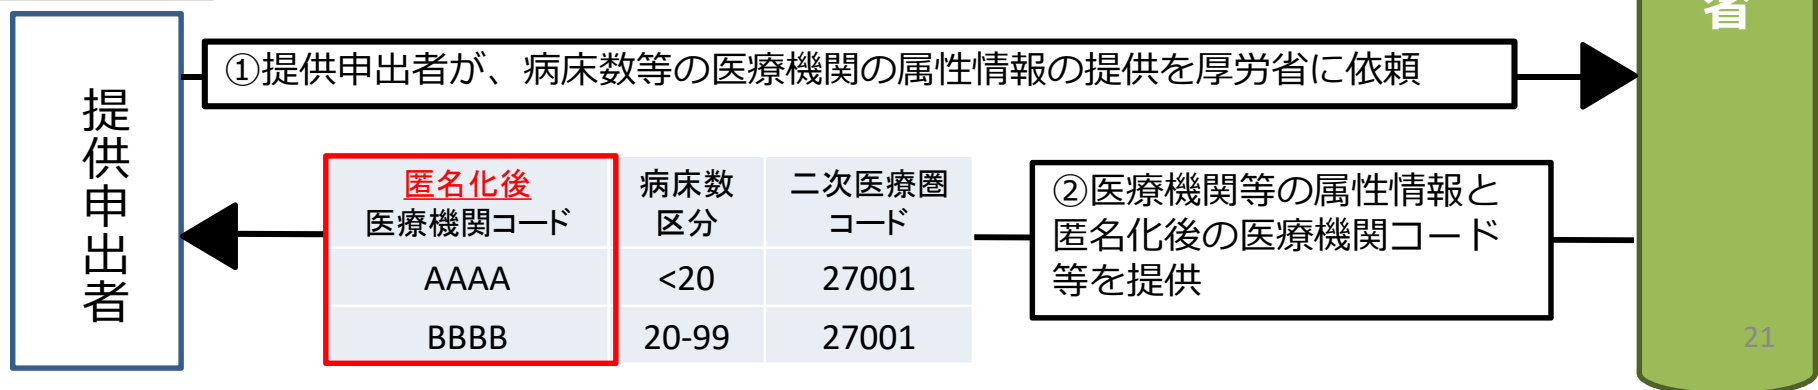 省
①提供申出者が、病床数等の医療機関の属性情報の提供を厚労省に依頼
提供申出者
匿名化後
医療機関コード
病床数
区分
二次医療圏
コード
AAAA
<20
27001
BBBB
20-99
27001
②医療機関等の属性情報と
匿名化後の医療機関コード
等を提供
21